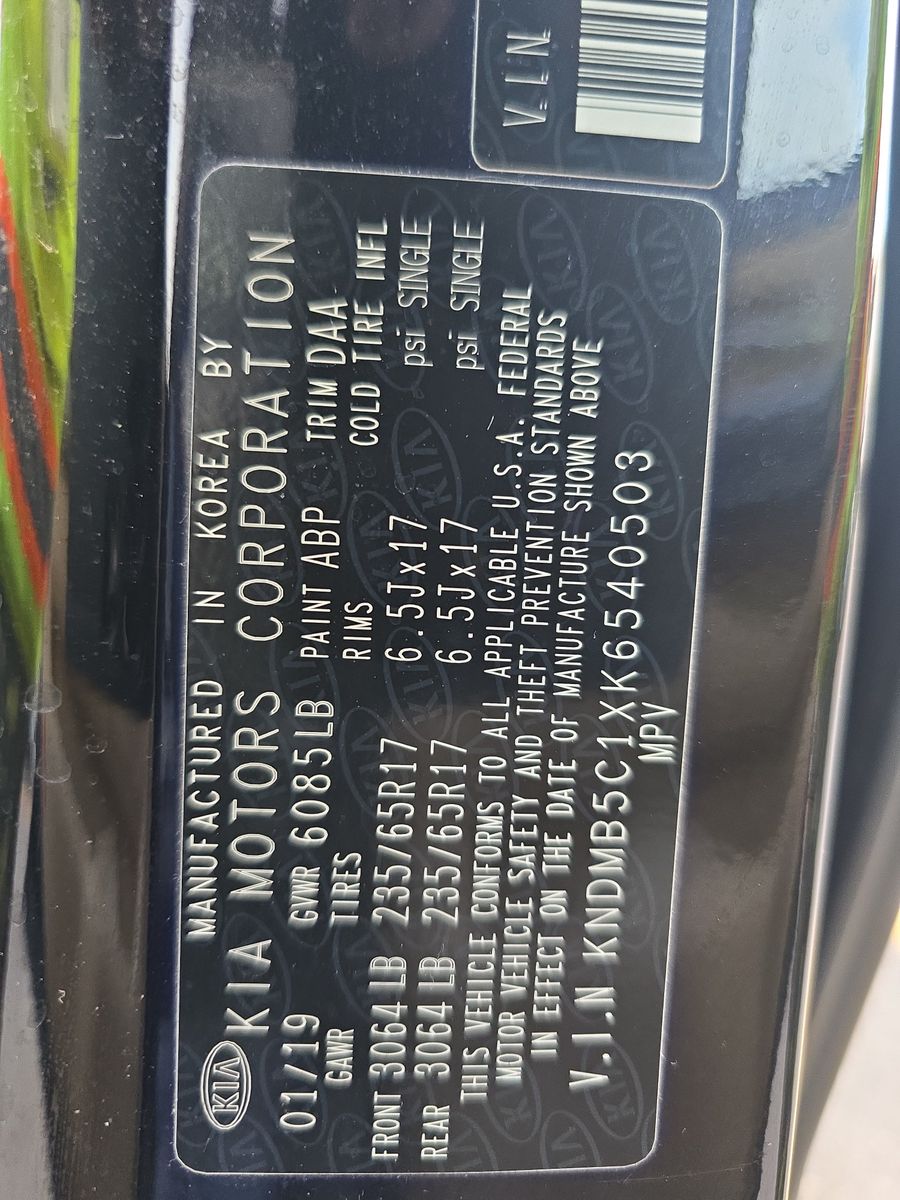 V.I.N
KIA
MANUFACTURED IN KOREA BY
KIA MOTORS CORPORATION
01/19 GVWR 6085LB PAINT ABP TRIM DAA
GAWR TIRES RIMS COLD TIRE INFL
FRONT 3064 LB 235/65R17 6.5Jx17 psi SINGLE
REAR 3064 LB 235/65R17 6.5Jx17 psi SINGLE
THIS VEHICLE CONFORMS TO ALL APPLICABLE U.S.A. FEDERAL
MOTOR VEHICLE SAFETY AND THEFT PREVENTION STANDARDS
IN EFFECT ON THE DATE OF MANUFACTURE SHOWN ABOVE
V.I.N KNDMB5C1XK6540503
MPV